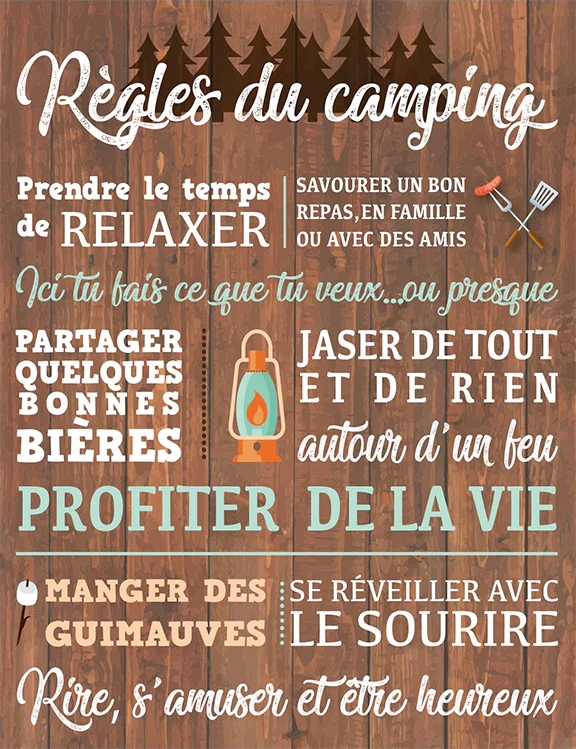 Règles du camping
Prendre le temps
de RELAXER
SAVOURER UN BON
REPAS, EN FAMILLE
OU AVEC DES AMIS
Ici tu fais ce que tu veux...ou presque
PARTAGER
QUELQUES
BONNES
BIÈRES
JASER DE TOUT
ET DE RIEN
autour d'un feu
PROFITER DE LA VIE
MANGER DES
GUIMAUVES
SE RÉVEILLER AVEC
LE SOURIRE
Rire, s'amuser et être heureux